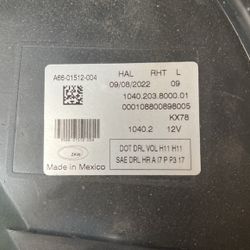 A66-01512-004 HAL RHT L
09/08/2022 09
1040.203.8000.01
000108800898005
KX78
1040.2 12V
ZKW
Made in Mexico
DOT DRL VOL H11 H11
SAE DRL HR A I7 P P3 17